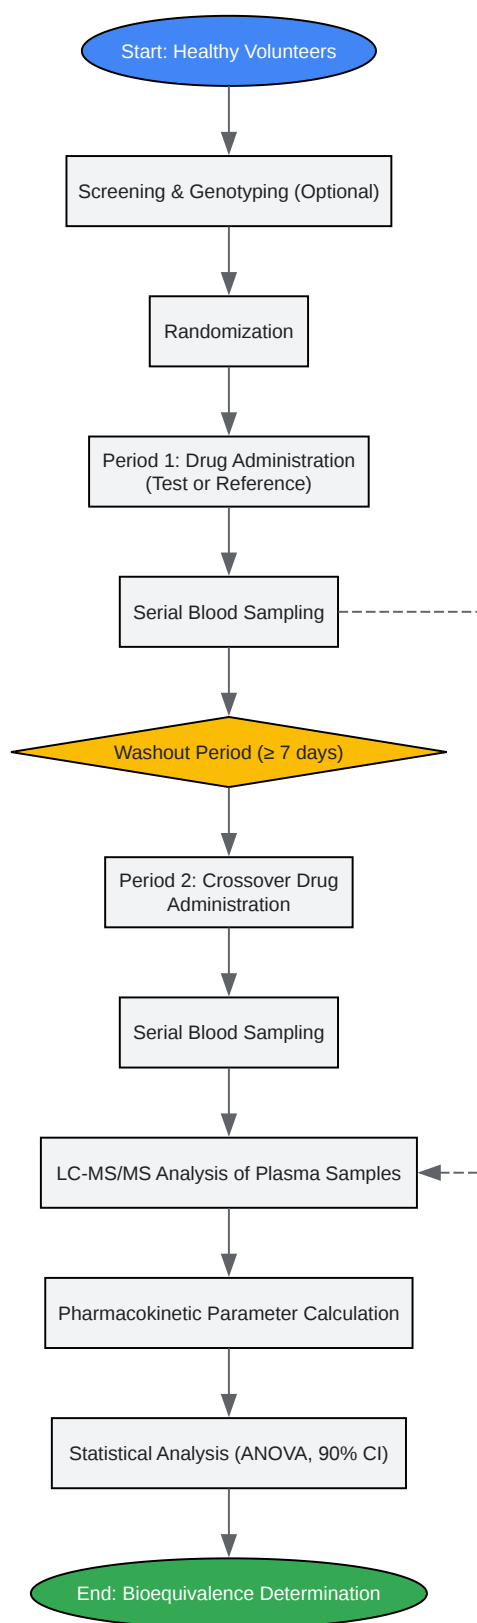 Start: Healthy Volunteers
Screening & Genotyping (Optional)
Randomization
Period 1: Drug Administration
(Test or Reference)
Serial Blood Sampling
Washout Period (≥ 7 days)
Period 2: Crossover Drug
Administration
Serial Blood Sampling
LC-MS/MS Analysis of Plasma Samples
Pharmacokinetic Parameter Calculation
Statistical Analysis (ANOVA, 90% CI)
End: Bioequivalence Determination